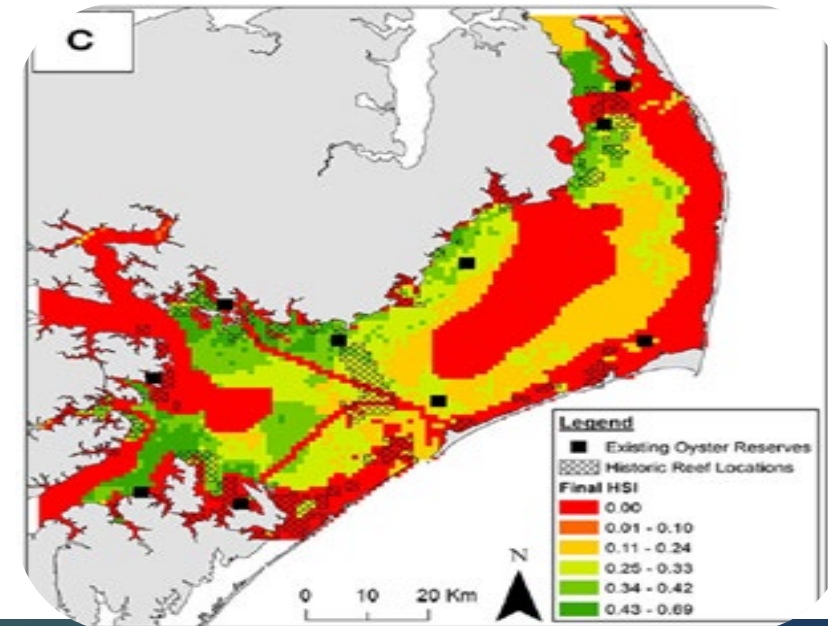 C
Legend
Existing Oyster Reserves
Historic Reef Locations
Final HSI
0.00
0.01 - 0.10
0.11 - 0.24
0.25 - 0.33
0.34 - 0.42
0.43 - 0.69
N
0 10 20 Km